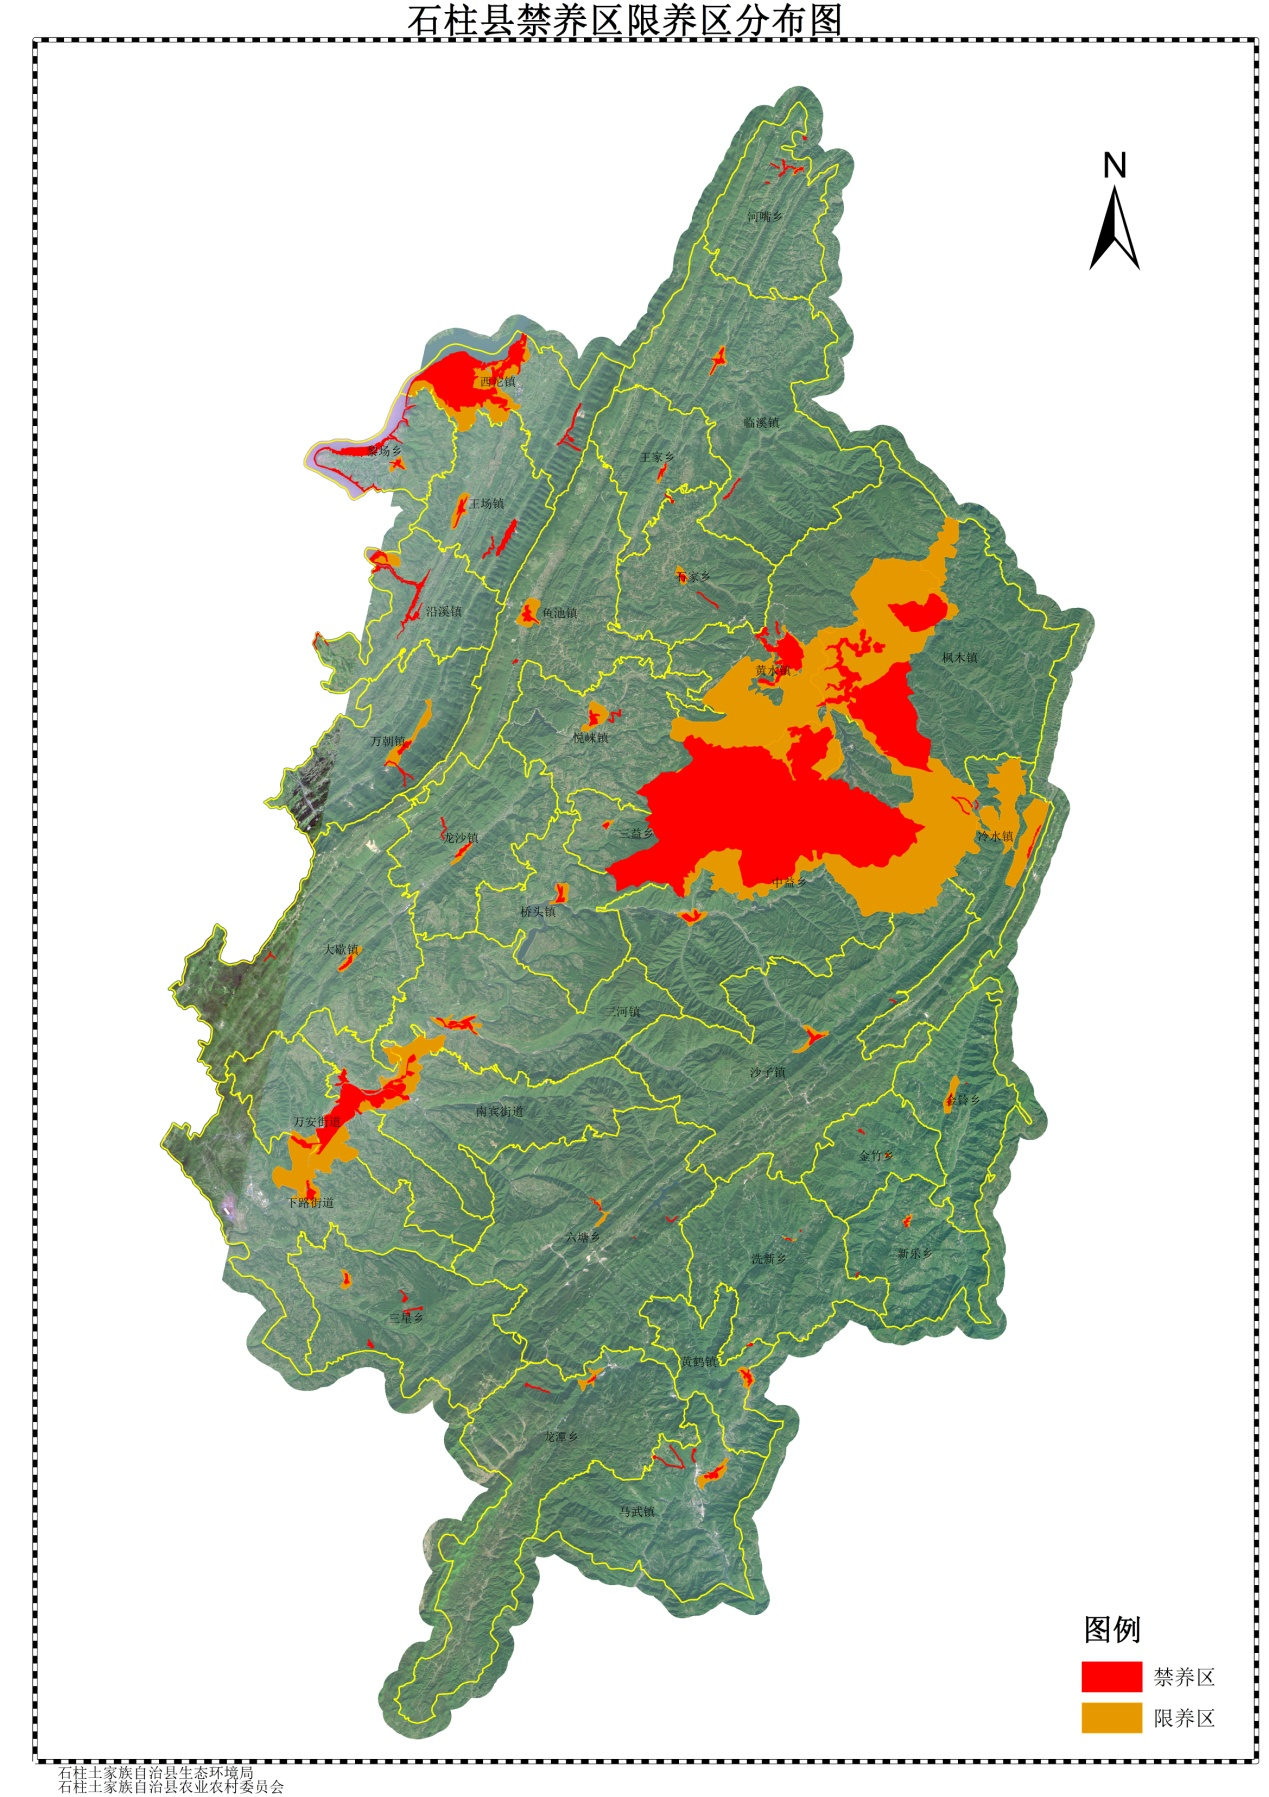 石柱县禁养区限养区分布图
N
河嘴乡
西沱镇
临溪镇
黎场乡
王家乡
王场镇
石家乡
沿溪镇
鱼池镇
枫木镇
黄水镇
悦崃镇
万朝镇
三益乡
冷水镇
龙沙镇
中益乡
桥头镇
大歇镇
三河镇
沙子镇
金铃乡
南宾街道
万安街道
金竹乡
下路街道
六塘乡
新乐乡
洗新乡
三星乡
黄鹤镇
龙潭乡
马武镇
图例
禁养区
限养区
石柱土家族自治县生态环境局
石柱土家族自治县农业农村委员会